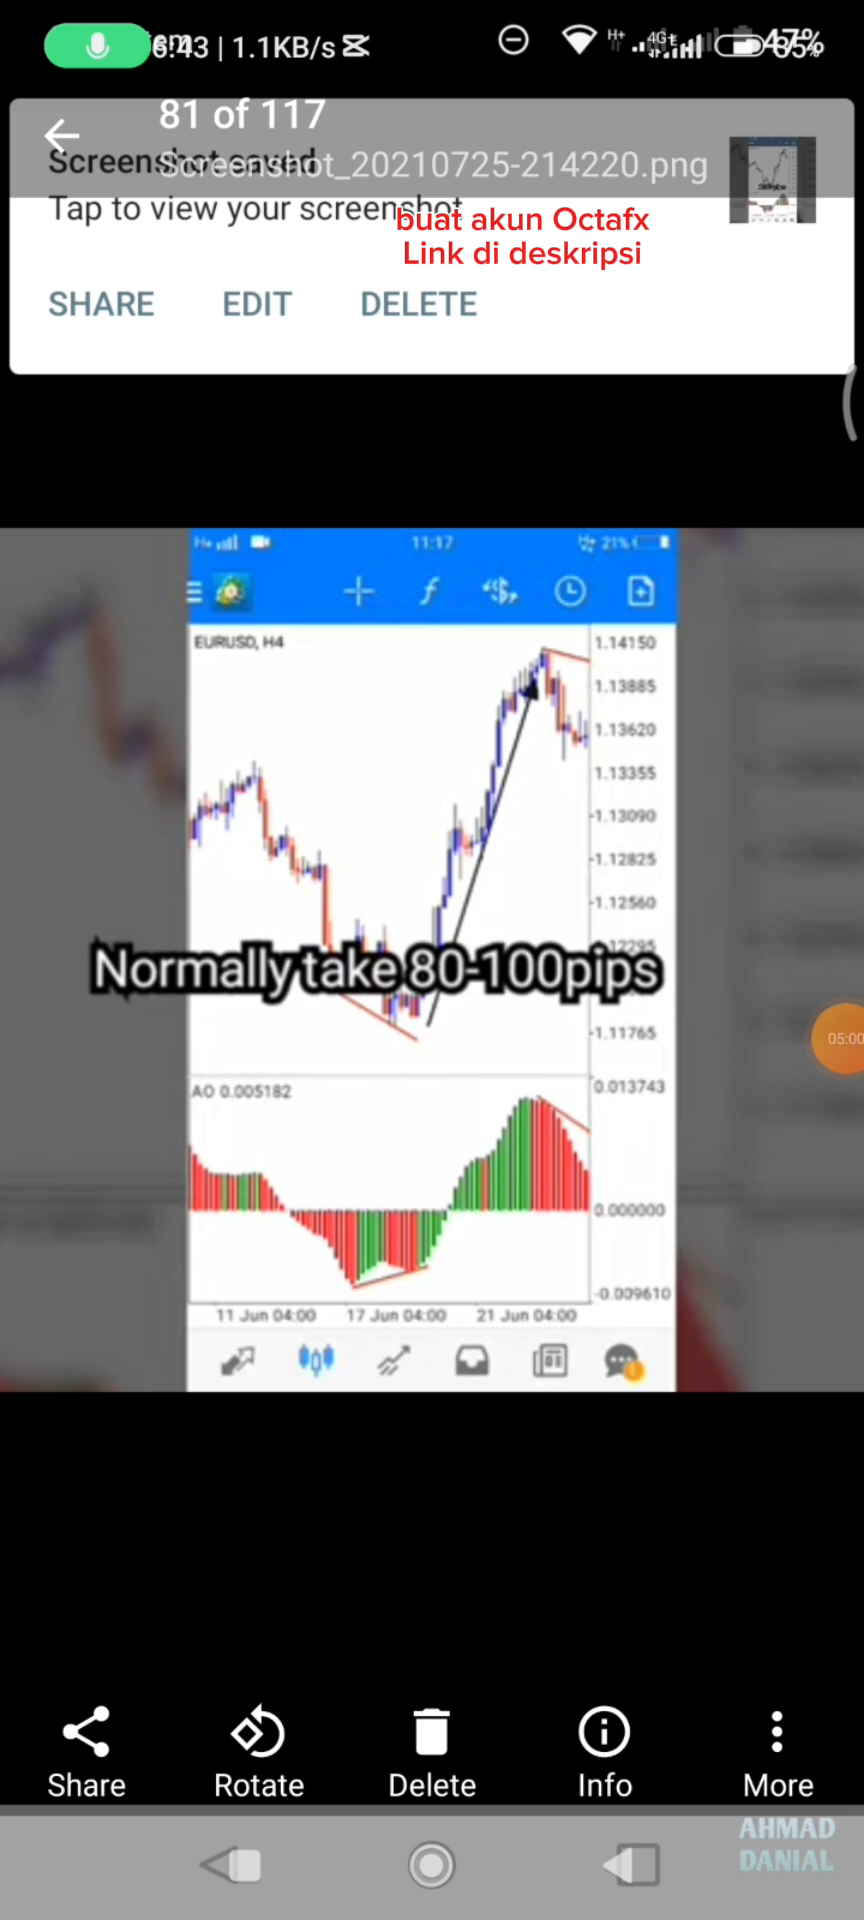 6:43 | 1.1KB/s
H+ 4G
81 of 117
Screenshot saved
Screenshot_20210725-214220.png
Tap to view your screenshot
buat akun Octafx
Link di deskripsi
SHARE EDIT DELETE
11:17 21%
EURUSD, H4
1.14150
1.13885
1.13620
1.13355
1.13090
1.12825
1.12560
1.12295
Normally take 80-100pips
1.11765
AO 0.005182
0.013743
0.000000
-0.009610
11 Jun 04:00 17 Jun 04:00 21 Jun 04:00
05:00
Share Rotate Delete Info More
AHMAD
DANIAL